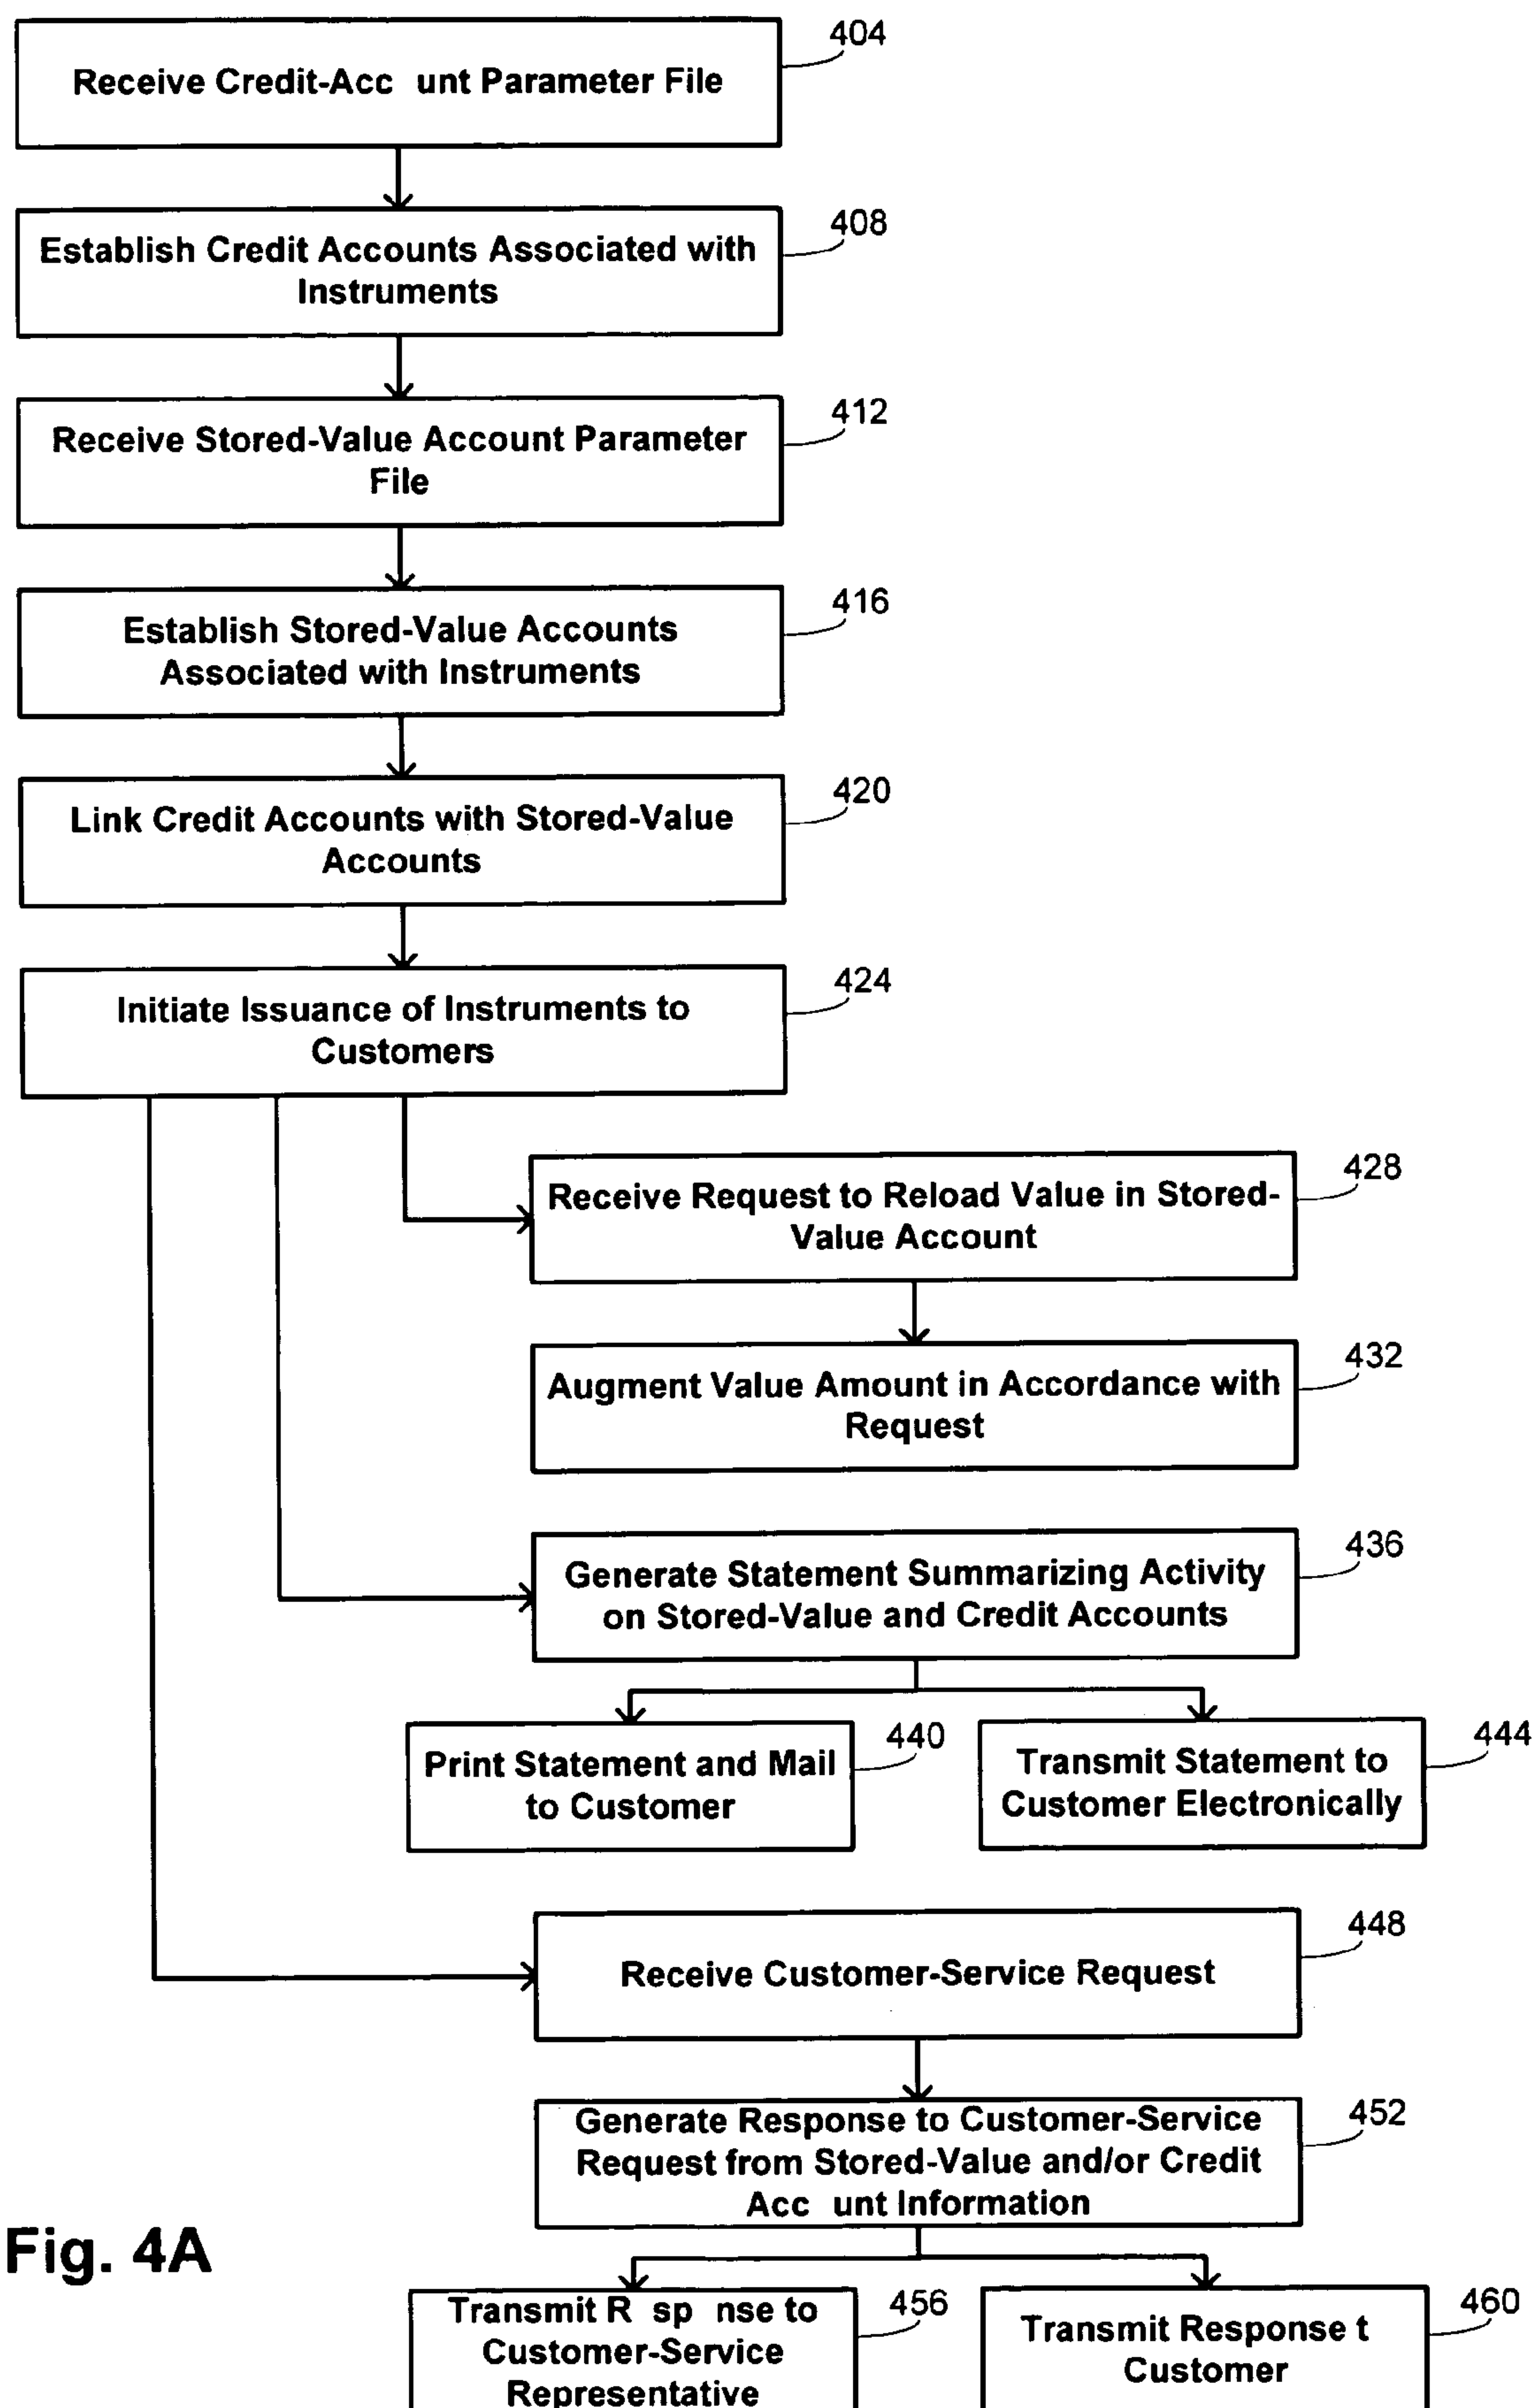 404
Receive Credit-Acc unt Parameter File
408
Establish Credit Accounts Associated with
Instruments
412
Receive Stored-Value Account Parameter
File
416
Establish Stored-Value Accounts
Associated with Instruments
420
Link Credit Accounts with Stored-Value
Accounts
424
Initiate Issuance of Instruments to
Customers
428
Receive Request to Reload Value in Stored-
Value Account
432
Augment Value Amount in Accordance with
Request
436
Generate Statement Summarizing Activity
on Stored-Value and Credit Accounts
440
Print Statement and Mail
to Customer
444
Transmit Statement to
Customer Electronically
448
Receive Customer-Service Request
452
Generate Response to Customer-Service
Request from Stored-Value and/or Credit
Acc unt Information
Fig. 4A
456
Transmit R sp nse to
Customer-Service
Representative
460
Transmit Response t
Customer